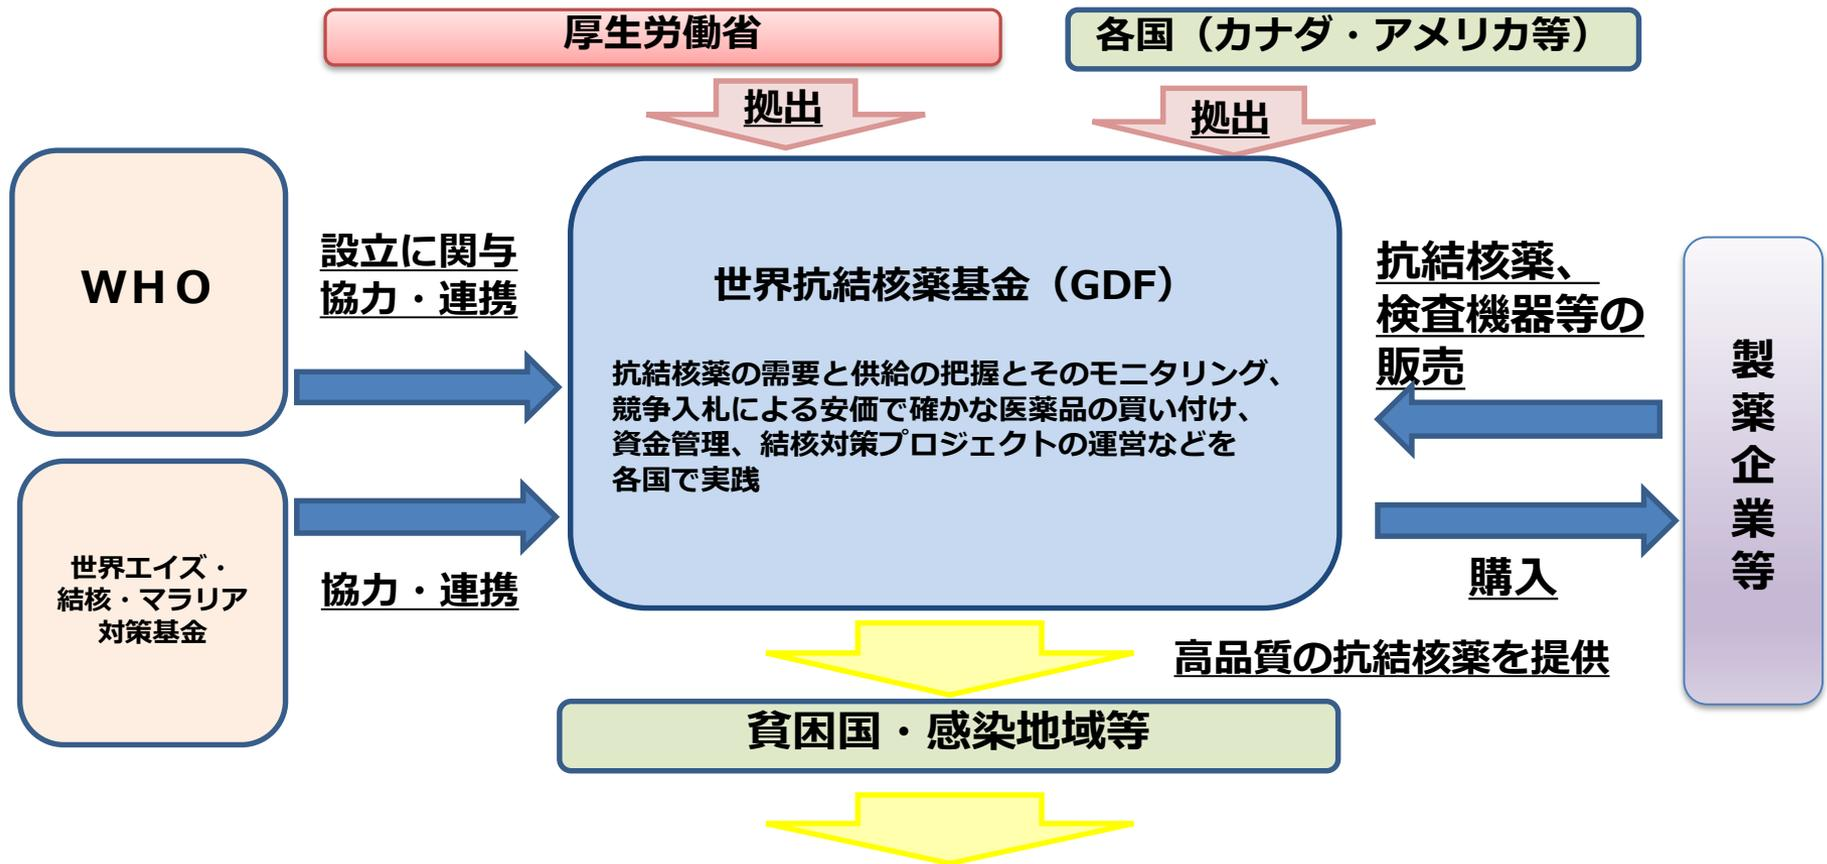 厚生労働省
各国（カナダ・アメリカ等）
拠出
拠出
WHO
設立に関与
協力・連携
世界抗結核薬基金（GDF）
抗結核薬の需要と供給の把握とそのモニタリング、
競争入札による安価で確かな医薬品の買い付け、
資金管理、結核対策プロジェクトの運営などを
各国で実践
抗結核薬、
検査機器等の
販売
製薬企業等
世界エイズ・
結核・マラリア
対策基金
協力・連携
購入
高品質の抗結核薬を提供
貧困国・感染地域等